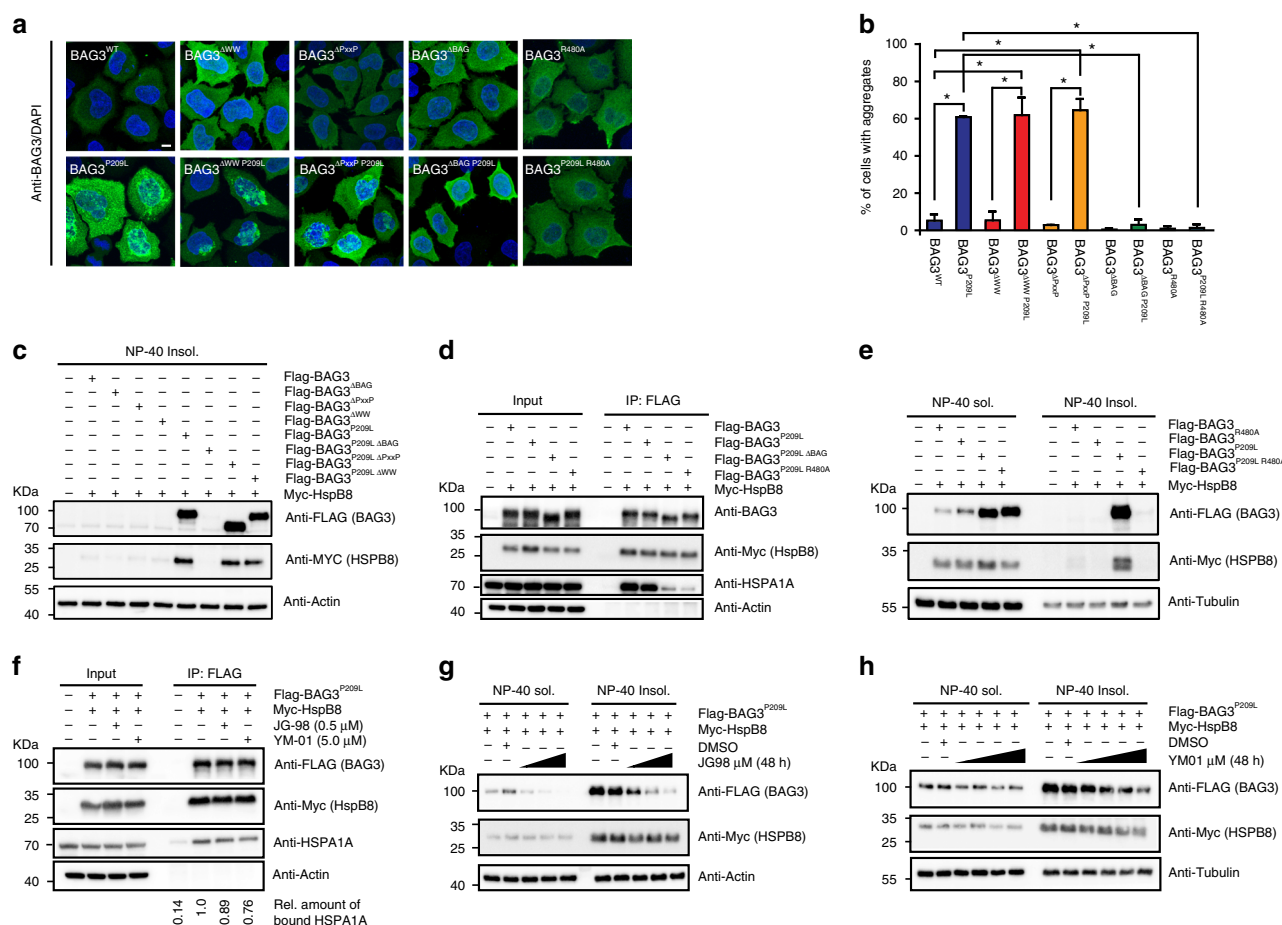 a
Anti-BAG3/DAPI
BAG3WT
BAG3ΔWW
BAG3ΔPxxP
BAG3ΔBAG
BAG3R480A
BAG3P209L
BAG3ΔWW P209L
BAG3ΔPxxP P209L
BAG3ΔBAG P209L
BAG3P209L R480A
b
% of cells with aggregates
100
80
60
40
20
0
* * * * * * *
BAG3WT
BAG3P209L
BAG3ΔWW
BAG3ΔWW P209L
BAG3ΔPxxP
BAG3ΔPxxP P209L
BAG3ΔBAG
BAG3ΔBAG P209L
BAG3R480A
BAG3P209L R480A
c
NP-40 Insol.
– + – – – – – – – Flag-BAG3
– – + – – – – – – Flag-BAG3ΔBAG
– – – + – – – – – Flag-BAG3ΔPxxP
– – – – + – – – – Flag-BAG3ΔWW
– – – – – + – – – Flag-BAG3P209L
– – – – – – + – – Flag-BAG3P209L ΔBAG
– – – – – – – + – Flag-BAG3P209L ΔPxxP
– – – – – – – – + Flag-BAG3P209L ΔWW
– + + + + + + + + Myc-HspB8
KDa
100
70
Anti-FLAG (BAG3)
35
25
Anti-MYC (HSPB8)
55
40
Anti-Actin
d
Input IP: FLAG
– + – – – – + – – – Flag-BAG3
– – + – – – – + – – Flag-BAG3P209L
– – – + – – – – + – Flag-BAG3P209L ΔBAG
– – – – + – – – – + Flag-BAG3P209L R480A
– + + + + – + + + + Myc-HspB8
KDa
100
Anti-BAG3
35
25
Anti-Myc (HspB8)
70
Anti-HSPA1A
40
Anti-Actin
e
NP-40 sol. NP-40 Insol.
– + – – – – + – – – Flag-BAG3
– – + – – – – + – – Flag-BAG3R480A
– – – + – – – – + – Flag-BAG3P209L
– – – – + – – – – + Flag-BAG3P209L R480A
– + + + + – + + + + Myc-HspB8
KDa
100
Anti-FLAG (BAG3)
35
25
Anti-Myc (HSPB8)
55
Anti-Tubulin
f
Input IP: FLAG
– + + + – + + + Flag-BAG3P209L
– + + + – + + + Myc-HspB8
– – + – – – + – JG-98 (0.5 μM)
– – – + – – – + YM-01 (5.0 μM)
KDa
100
Anti-FLAG (BAG3)
35
25
Anti-Myc (HspB8)
70
Anti-HSPA1A
40
Anti-Actin
0.14 1.0 0.89 0.76 Rel. amount of
bound HSPA1A
g
NP-40 sol. NP-40 Insol.
+ + + + + + + + + + Flag-BAG3P209L
+ + + + + + + + + + Myc-HspB8
– + – – – – + – – – DMSO
– – – – JG98 μM (48 h)
KDa
100
Anti-FLAG (BAG3)
35
25
Anti-Myc (HSPB8)
40
Anti-Actin
h
NP-40 sol. NP-40 Insol.
+ + + + + + + + + + + + Flag-BAG3P209L
+ + + + + + + + + + + + Myc-HspB8
– + – – – – – + – – – – DMSO
– – – – YM01 μM (48 h)
KDa
100
Anti-FLAG (BAG3)
35
25
Anti-Myc (HSPB8)
55
Anti-Tubulin